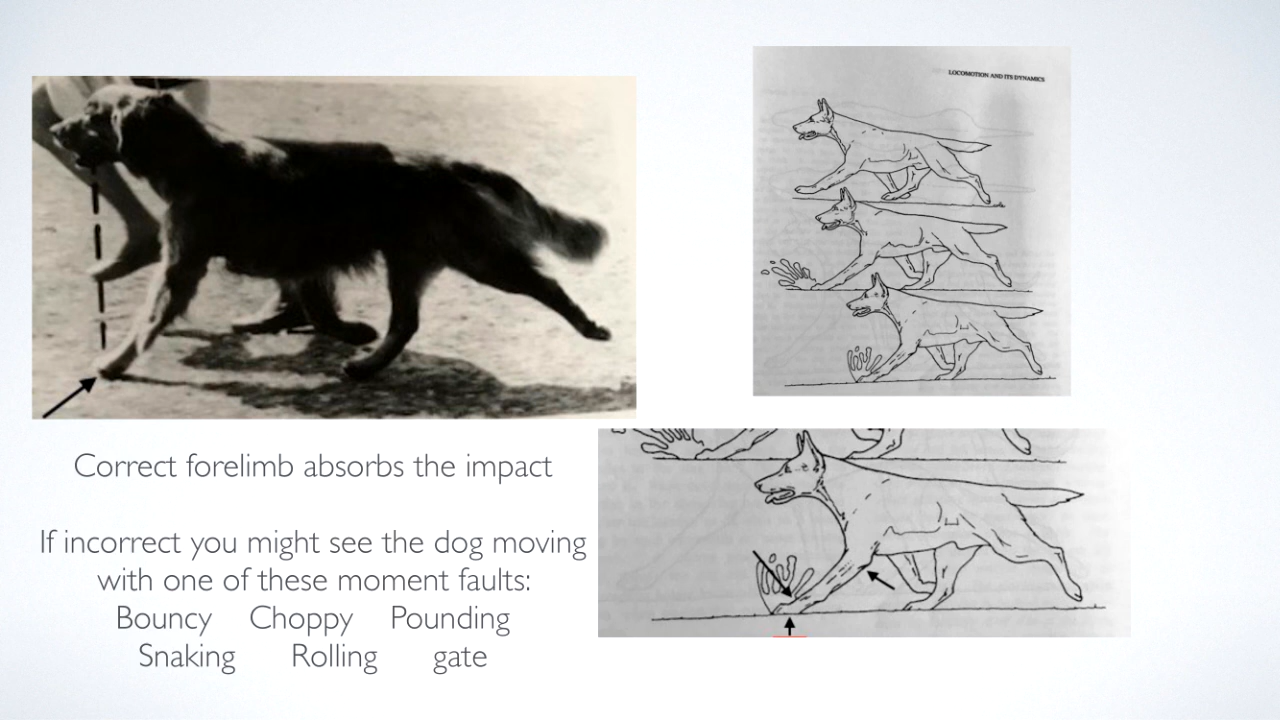 LOCOMOTION AND ITS DYNAMICS
Correct forelimb absorbs the impact
If incorrect you might see the dog moving
with one of these moment faults:
Bouncy Choppy Pounding
Snaking Rolling gate